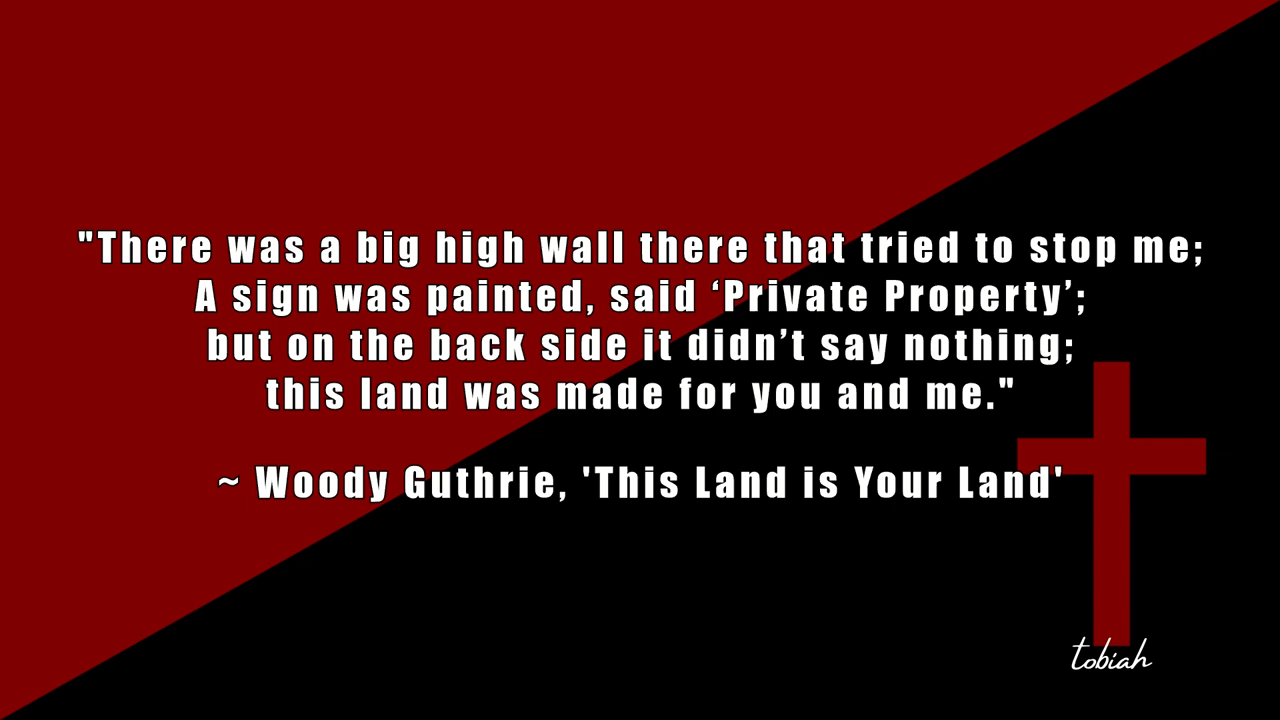 "There was a big high wall there that tried to stop me;
A sign was painted, said ‘Private Property’;
but on the back side it didn’t say nothing;
this land was made for you and me."
~ Woody Guthrie, 'This Land is Your Land'
tobiah